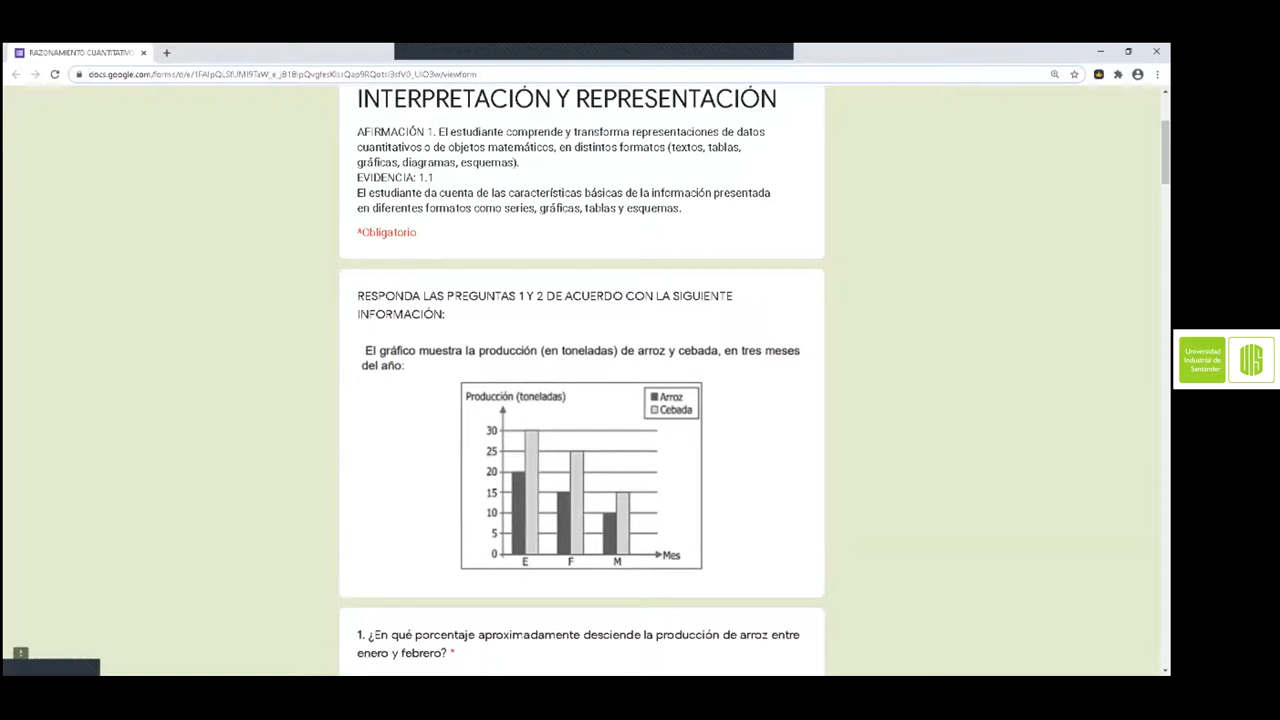 RAZONAMIENTO CUANTITATIVO
INTERPRETACIÓN Y REPRESENTACIÓN
AFIRMACIÓN 1. El estudiante comprende y transforma representaciones de datos
cuantitativos o de objetos matemáticos, en distintos formatos (textos, tablas,
gráficas, diagramas, esquemas).
EVIDENCIA: 1.1
El estudiante da cuenta de las características básicas de la información presentada
en diferentes formatos como series, gráficas, tablas y esquemas.
*Obligatorio
RESPONDA LAS PREGUNTAS 1 Y 2 DE ACUERDO CON LA SIGUIENTE
INFORMACIÓN:
El gráfico muestra la producción (en toneladas) de arroz y cebada, en tres meses
del año:
Producción (toneladas)
Arroz
Cebada
30
25
20
15
10
5
0
E F M
Mes
1. ¿En qué porcentaje aproximadamente desciende la producción de arroz entre
enero y febrero? *
Universidad
Industrial de
Santander